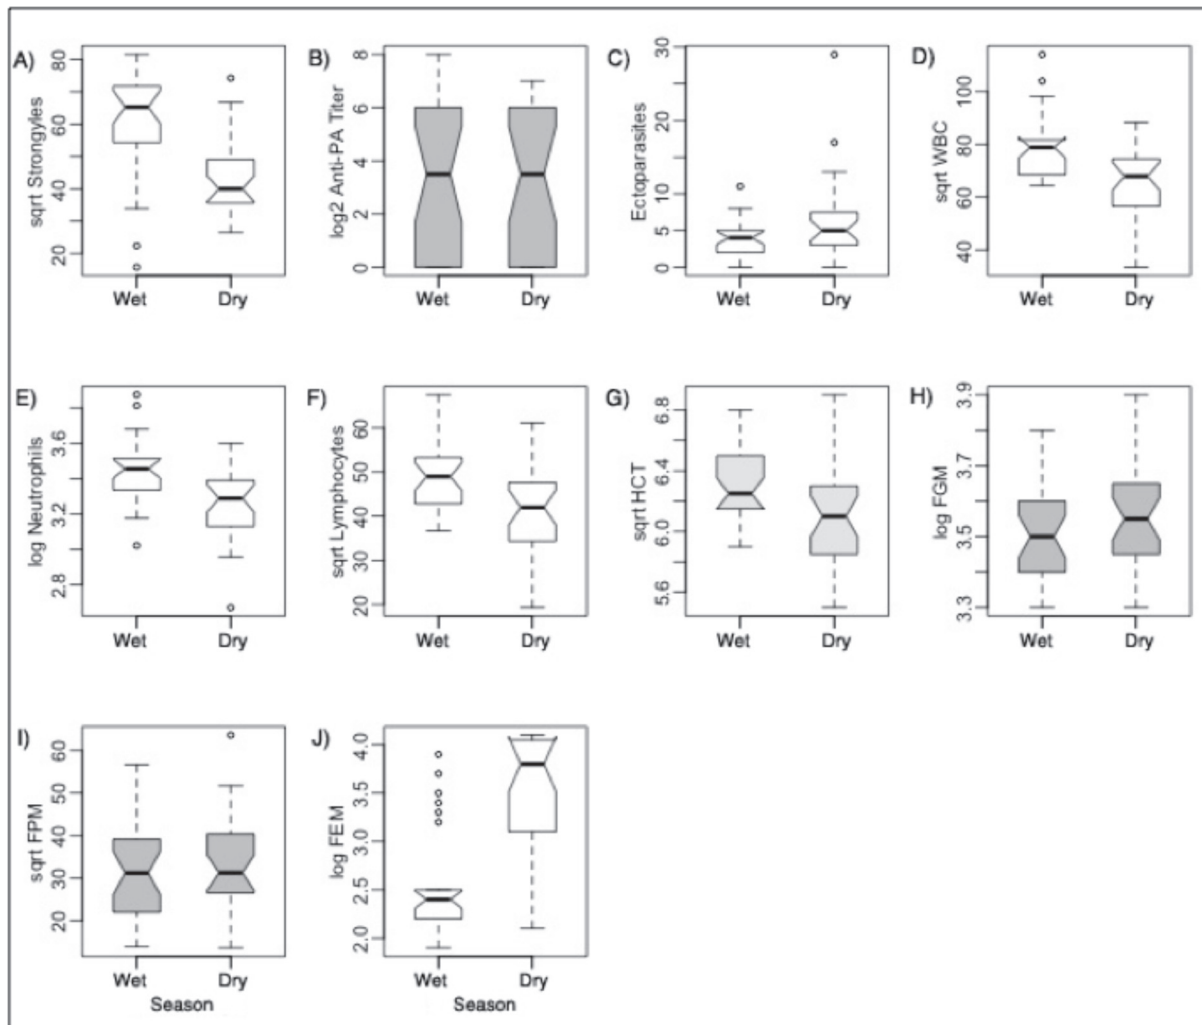 A)
sqrt Strongyles
80
60
40
20
Wet Dry
B)
log2 Anti-PA Titer
8
6
4
2
0
Wet Dry
C)
Ectoparasites
30
20
10
5
0
Wet Dry
D)
sqrt WBC
100
80
60
40
Wet Dry
E)
log Neutrophils
3.6
3.2
2.8
Wet Dry
F)
sqrt Lymphocytes
60
50
40
30
20
Wet Dry
G)
sqrt HCT
6.8
6.4
6.0
5.6
Wet Dry
H)
log FGM
3.9
3.7
3.5
3.3
Wet Dry
I)
sqrt FPM
60
50
40
30
20
Wet Dry
Season
J)
log FEM
4.0
3.5
3.0
2.5
2.0
Wet Dry
Season